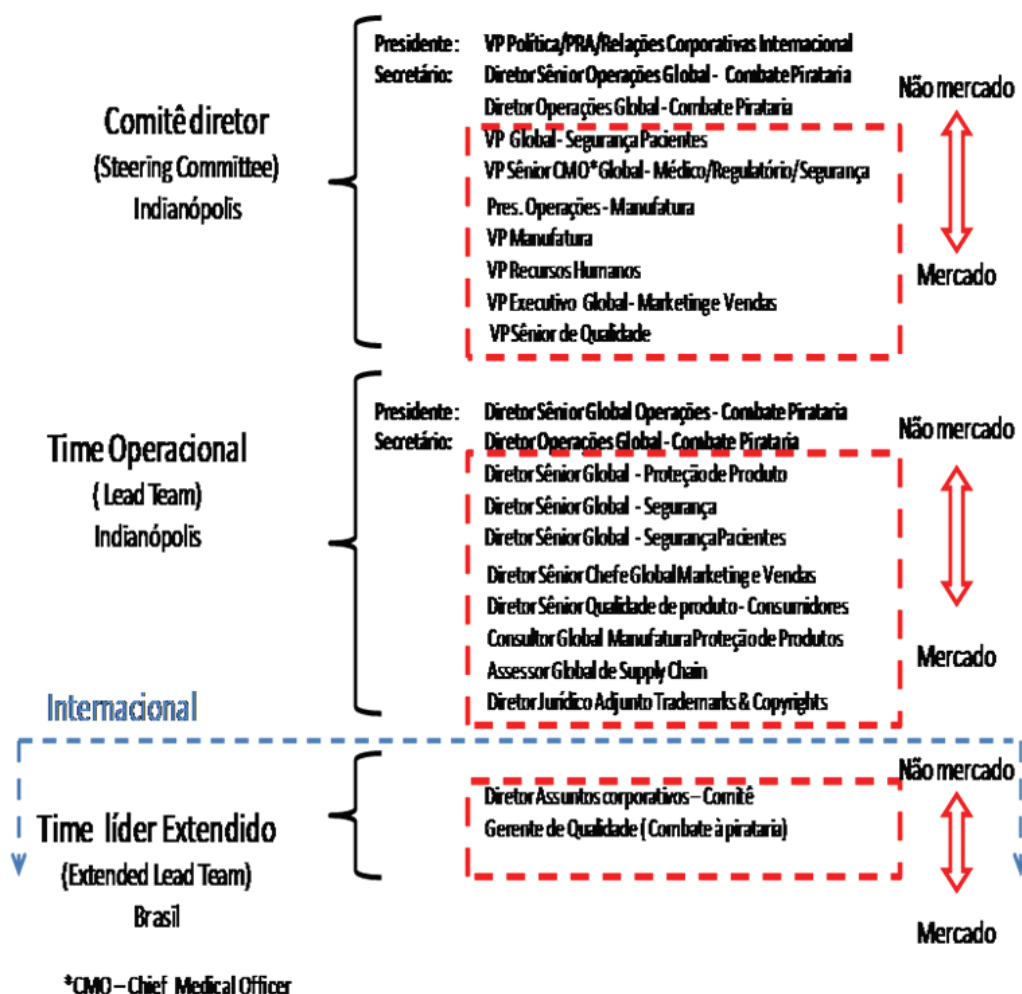 Presidente: VP Política/PRA/Relações Corporativas Internacional
Secretário: Diretor Sênior Operações Global - Combate Pirataria
Diretor Operações Global - Combate Pirataria
VP Global - Segurança Pacientes
VP Sênior CMO* Global - Médico/Regulatório/Segurança
Pres. Operações - Manufatura
VP Manufatura
VP Recursos Humanos
VP Executivo Global - Marketing e Vendas
VP Sênior de Qualidade
Comitê diretor
(Steering Committee)
Indianópolis
Não mercado
Mercado
Presidente: Diretor Sênior Global Operações - Combate Pirataria
Secretário: Diretor Operações Global - Combate Pirataria
Diretor Sênior Global - Proteção de Produto
Diretor Sênior Global - Segurança
Diretor Sênior Global - Segurança Pacientes
Diretor Sênior Chefe Global Marketing e Vendas
Diretor Sênior Qualidade de produto - Consumidores
Consultor Global Manufatura Proteção de Produtos
Assessor Global de Supply Chain
Diretor Jurídico Adjunto Trademarks & Copyrights
Time Operacional
( Lead Team)
Indianópolis
Não mercado
Mercado
Internacional
Diretor Assuntos corporativos – Comitê
Gerente de Qualidade ( Combate à pirataria)
Time líder Extendido
(Extended Lead Team)
Brasil
Não mercado
Mercado
*CMO – Chief Medical Officer